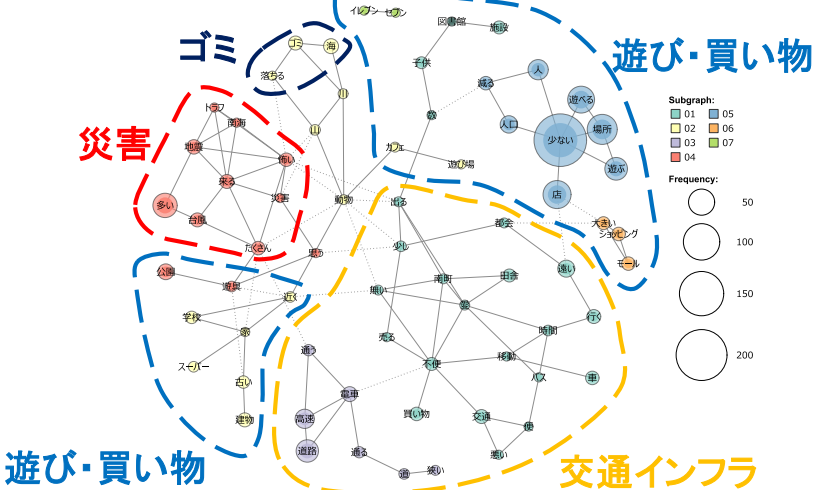 イレブン セブン
図書館
施設
ゴミ
ゴミ 海
子供
遊び・買い物
落ちる
減る
人
川
遊べる
トラフ
南海
数
人口
場所
山
少ない
災害
地震
怖い
カフェ
遊び場
遊ぶ
来る
災害
動物
店
多い
出る
台風
都会
大きい
ショッピング
たくさん
思う
少し
モール
公園
遊具
近く
無い
南町
田舎
遠い
学校
家
売る
時間
行く
通う
不便
移動
スーパー
バス
車
古い
電車
建物
高速
買い物
交通
便
道路
通る
悪い
道
狭い
遊び・買い物
交通インフラ
Subgraph:
01 05
02 06
03 07
04
Frequency:
50
100
150
200